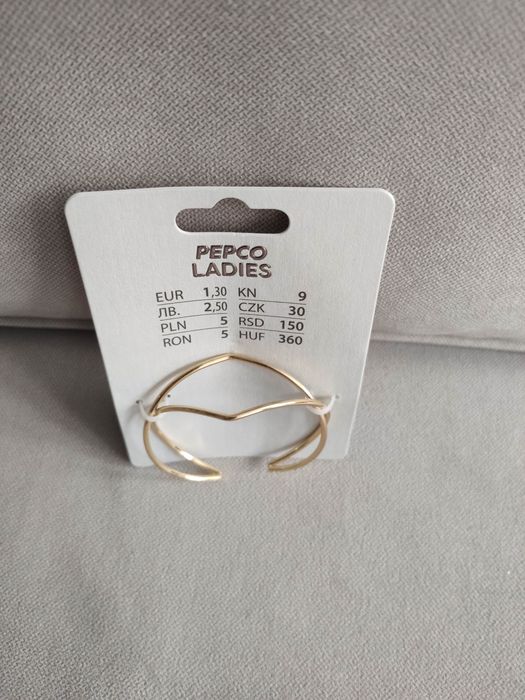 PEPCO
LADIES
EUR 1,30 KN 9
ЛВ. 2,50 CZK 30
PLN 5 RSD 150
RON 5 HUF 360